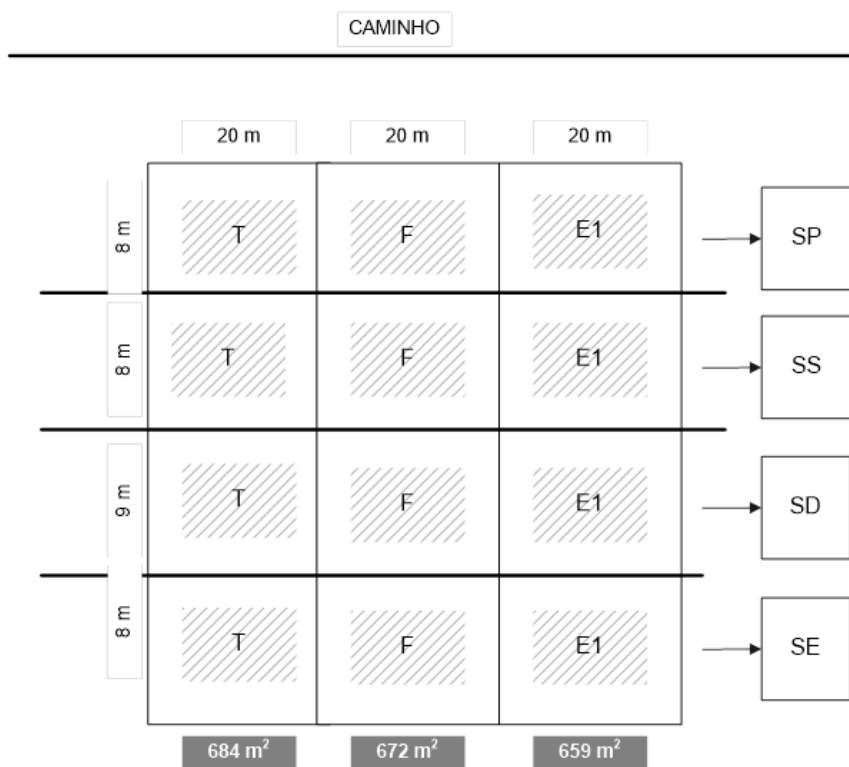 CAMINHO
20 m 20 m 20 m
8 m T F E1 SP
8 m T F E1 SS
9 m T F E1 SD
8 m T F E1 SE
684 m² 672 m² 659 m²